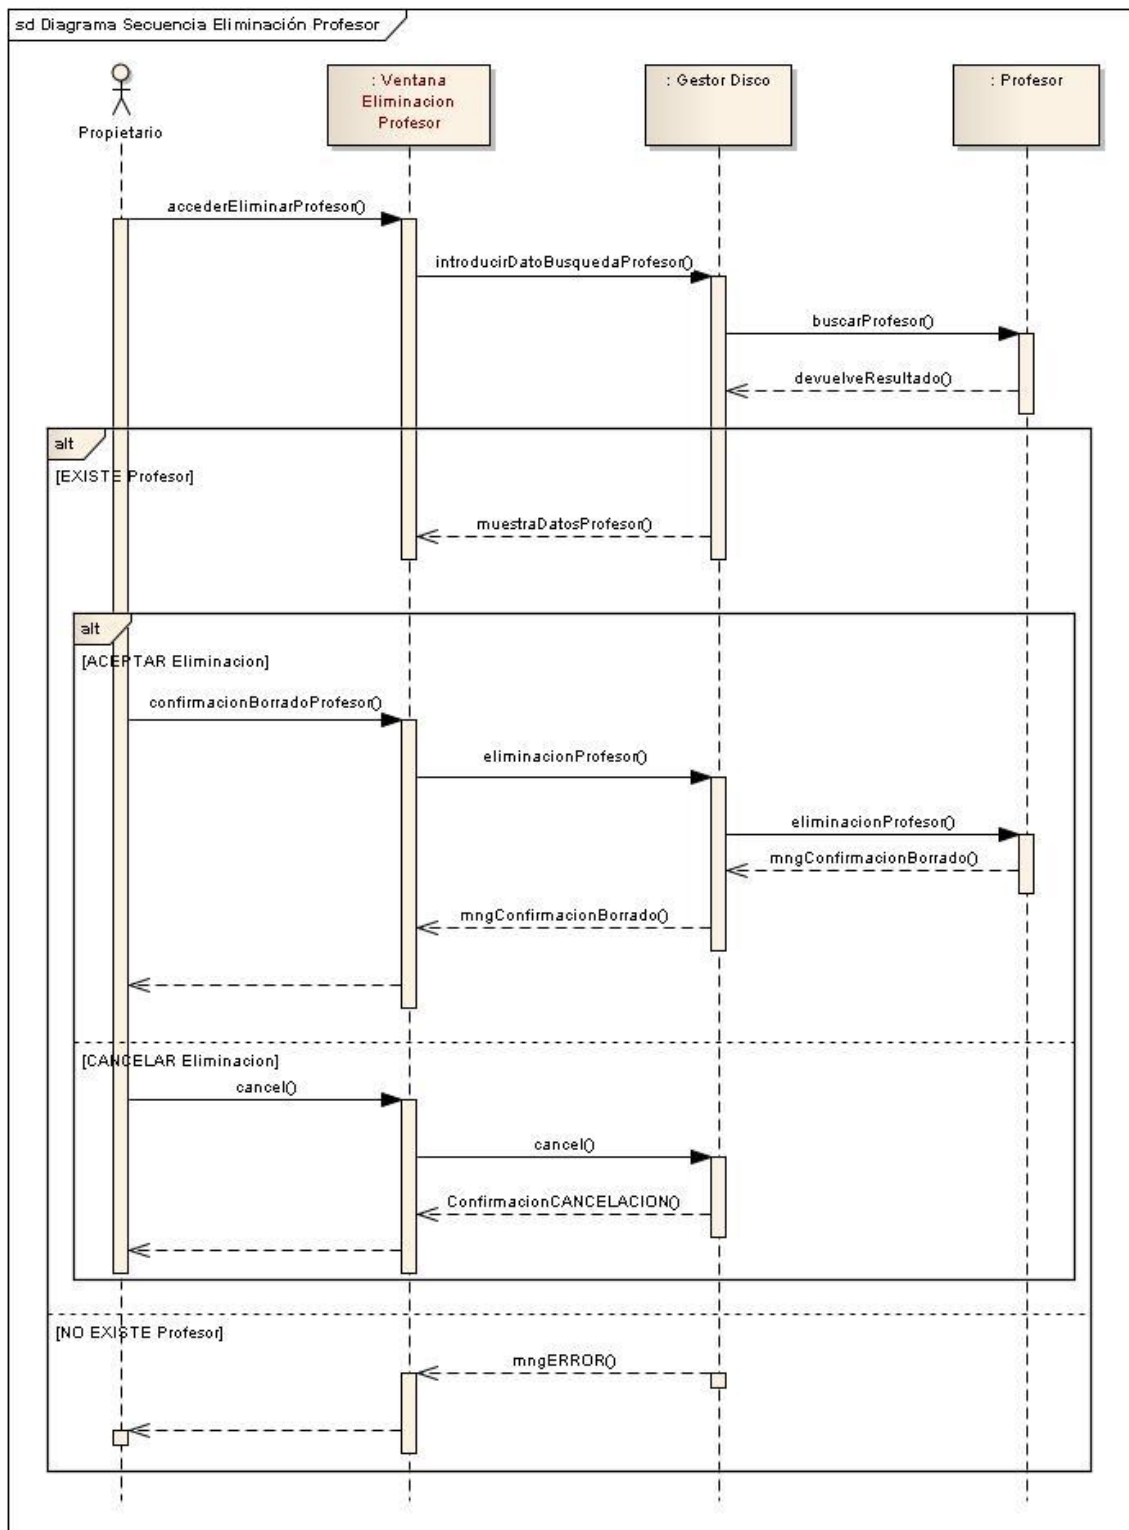 sd Diagrama Secuencia Eliminación Profesor
Propietario
: Ventana
Eliminacion
Profesor
: Gestor Disco
: Profesor
accederEliminarProfesor()
introducirDatoBusquedaProfesor()
buscarProfesor()
devuelveResultado()
alt
[EXISTE Profesor]
muestraDatosProfesor()
alt
[ACEPTAR Eliminacion]
confirmacionBorradoProfesor()
eliminacionProfesor()
eliminacionProfesor()
mngConfirmacionBorrado()
mngConfirmacionBorrado()
[CANCELAR Eliminacion]
cancel()
cancel()
ConfirmacionCANCELACION()
[NO EXISTE Profesor]
mngERROR()